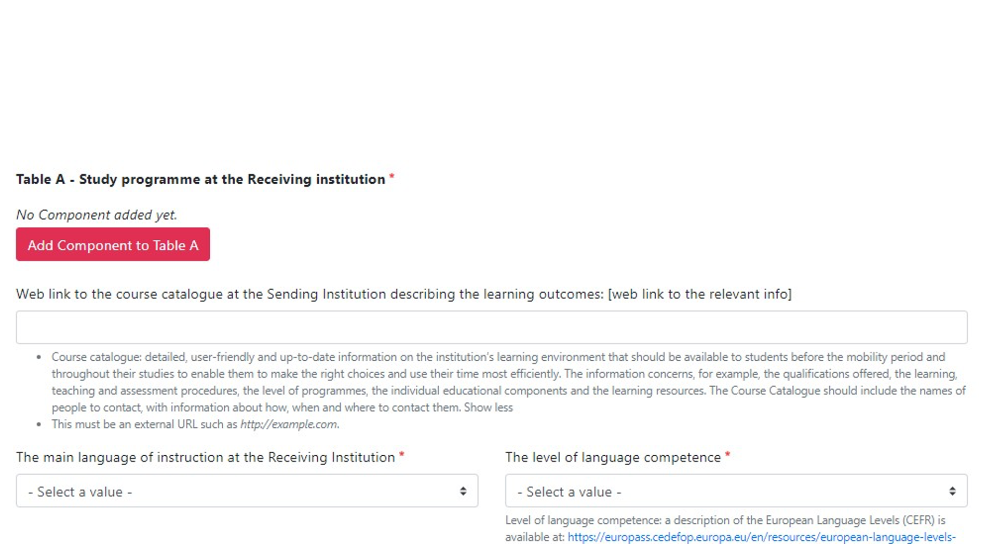 Table A - Study programme at the Receiving institution *
No Component added yet.
Add Component to Table A
Web link to the course catalogue at the Sending Institution describing the learning outcomes: [web link to the relevant info]
• Course catalogue: detailed, user-friendly and up-to-date information on the institution's learning environment that should be available to students before the mobility period and
throughout their studies to enable them to make the right choices and use their time most efficiently. The information concerns, for example, the qualifications offered, the learning,
teaching and assessment procedures, the level of programmes, the individual educational components and the learning resources. The Course Catalogue should include the names of
people to contact, with information about how, when and where to contact them. Show less
• This must be an external URL such as http://example.com.
The main language of instruction at the Receiving Institution *
- Select a value -
The level of language competence *
- Select a value -
Level of language competence: a description of the European Language Levels (CEFR) is
available at: https://europass.cedefop.europa.eu/en/resources/european-language-levels-